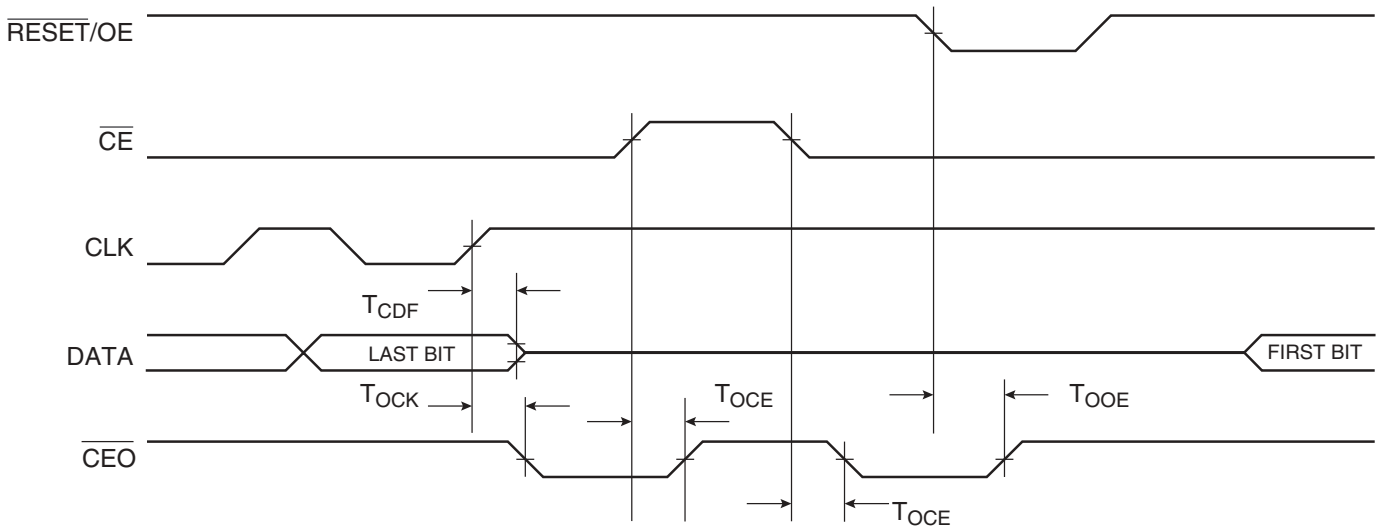 RESET/OE
CE
CLK
T_CDF
DATA
LAST BIT
FIRST BIT
T_OCK
T_OCE
T_OOE
CEO
T_OCE